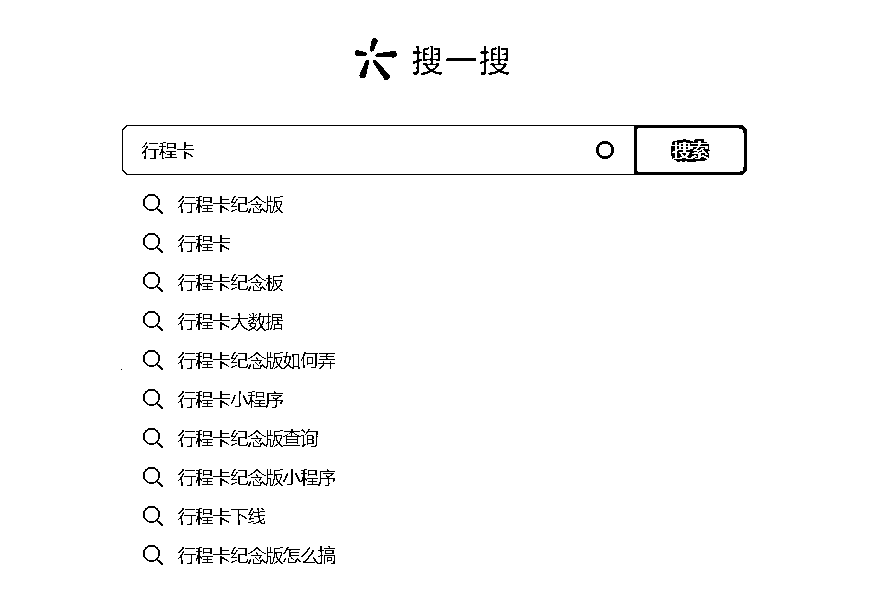 搜一搜
行程卡
搜索
行程卡纪念版
行程卡
行程卡纪念板
行程卡大数据
行程卡纪念版如何弄
行程卡小程序
行程卡纪念版查询
行程卡纪念版小程序
行程卡下线
行程卡纪念版怎么搞